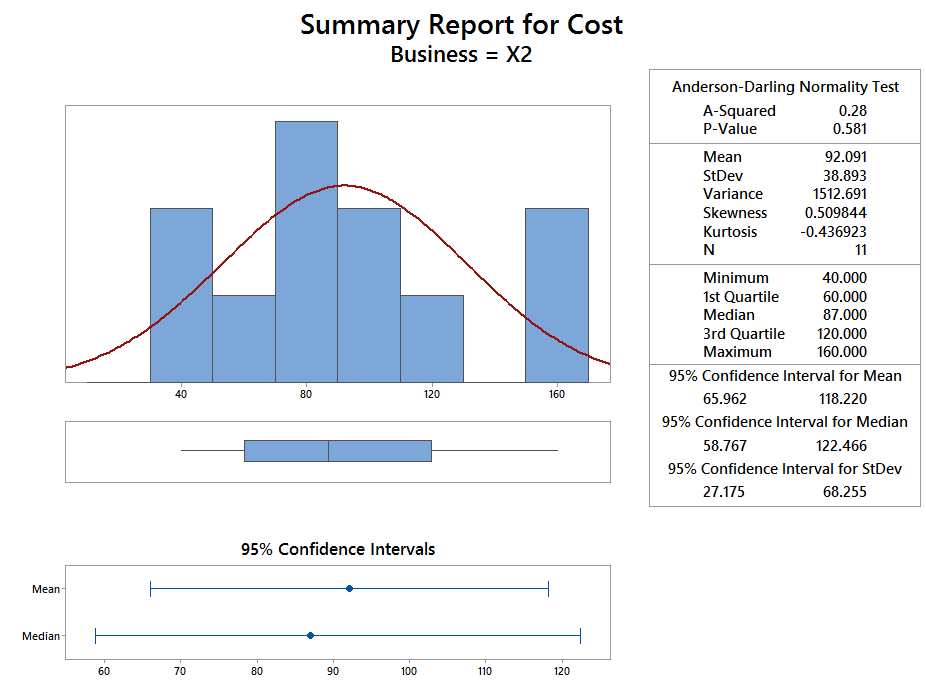 Summary Report for Cost
Business = X2
Anderson-Darling Normality Test
A-Squared 0.28
P-Value 0.581
Mean 92.091
StDev 38.893
Variance 1512.691
Skewness 0.509844
Kurtosis -0.436923
N 11
Minimum 40.000
1st Quartile 60.000
Median 87.000
3rd Quartile 120.000
Maximum 160.000
95% Confidence Interval for Mean
65.962 118.220
95% Confidence Interval for Median
58.767 122.466
95% Confidence Interval for StDev
27.175 68.255
40 80 120 160
95% Confidence Intervals
Mean
Median
60 70 80 90 100 110 120